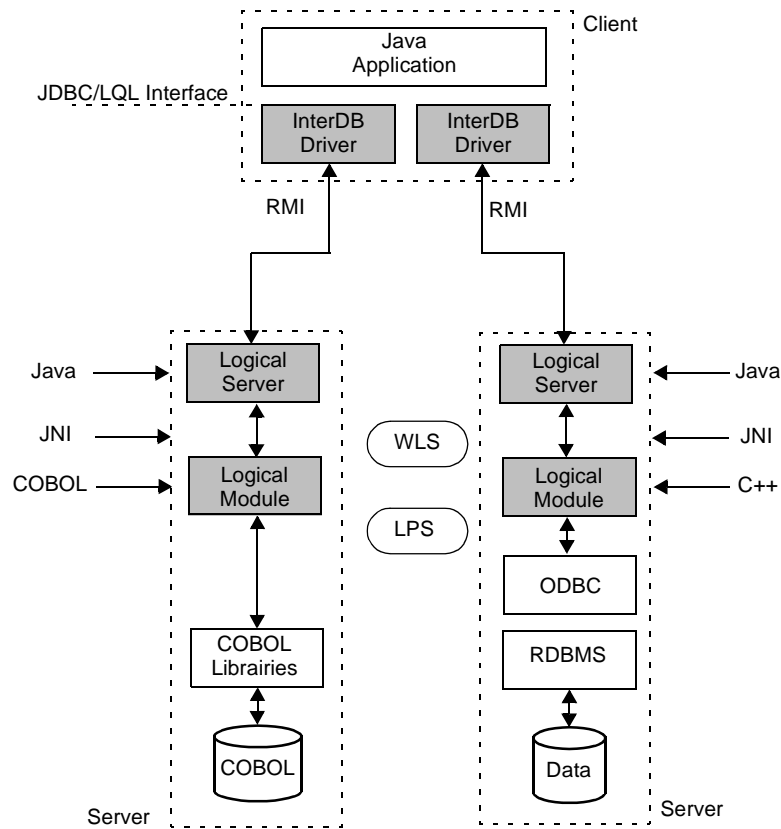 Client
Java
Application
JDBC/LQL Interface
InterDB
Driver
InterDB
Driver
RMI
RMI
Logical
Server
Logical
Server
Java
Java
JNI
WLS
JNI
COBOL
Logical
Module
Logical
Module
C++
LPS
ODBC
COBOL
Librairies
RDBMS
COBOL
Data
Server
Server